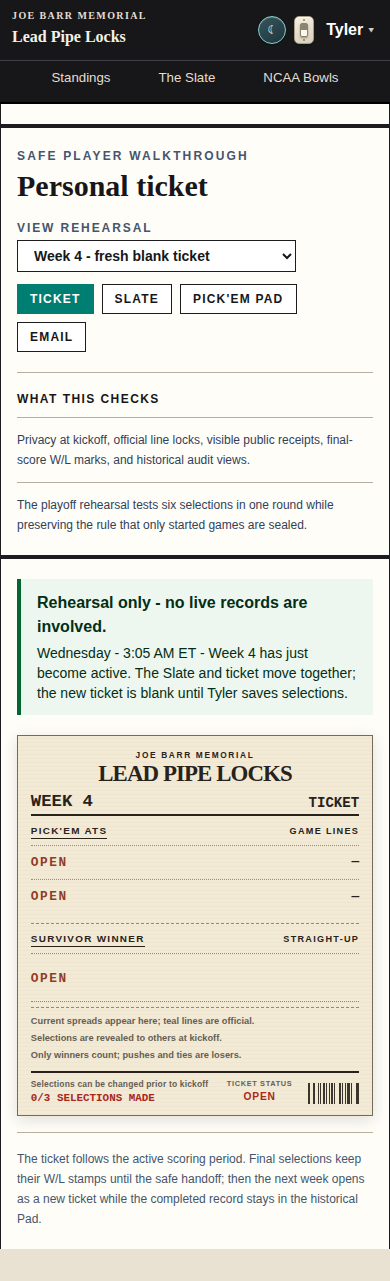 JOE BARR MEMORIAL
Lead Pipe Locks
Tyler
Standings
The Slate
NCAA Bowls
SAFE PLAYER WALKTHROUGH
Personal ticket
VIEW REHEARSAL
Week 4 - fresh blank ticket
TICKET
SLATE
PICK'EM PAD
EMAIL
WHAT THIS CHECKS
Privacy at kickoff, official line locks, visible public receipts, final-
score W/L marks, and historical audit views.
The playoff rehearsal tests six selections in one round while
preserving the rule that only started games are sealed.
Rehearsal only - no live records are
involved.
Wednesday - 3:05 AM ET - Week 4 has just
become active. The Slate and ticket move together;
the new ticket is blank until Tyler saves selections.
JOE BARR MEMORIAL
LEAD PIPE LOCKS
WEEK 4
TICKET
PICK'EM ATS
GAME LINES
OPEN
—
OPEN
—
SURVIVOR WINNER
STRAIGHT-UP
OPEN
Current spreads appear here; teal lines are official.
Selections are revealed to others at kickoff.
Only winners count; pushes and ties are losers.
Selections can be changed prior to kickoff
0/3 SELECTIONS MADE
TICKET STATUS
OPEN
The ticket follows the active scoring period. Final selections keep
their W/L stamps until the safe handoff; then the next week opens
as a new ticket while the completed record stays in the historical
Pad.